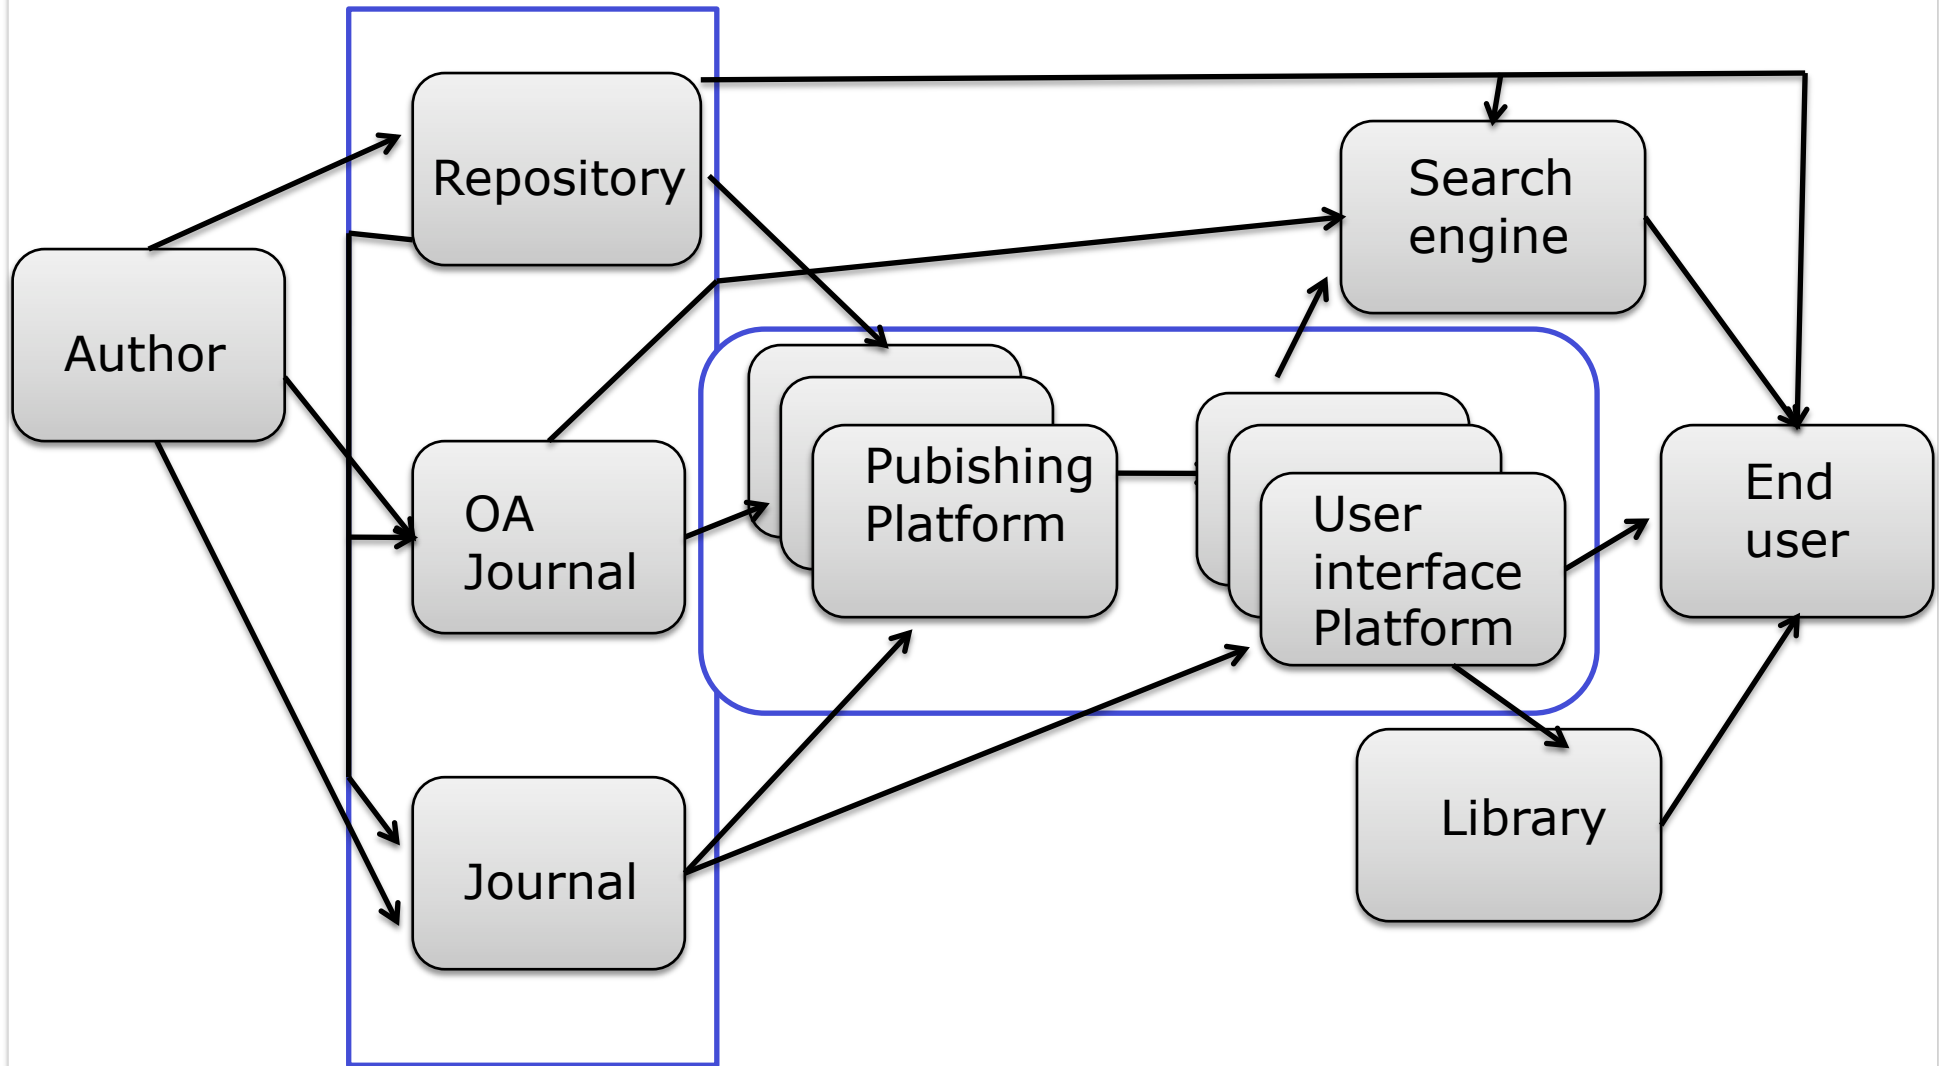 Repository
Search
engine
Author
OA
Journal
Pubishing
Platform
User
interface
Platform
End
user
Journal
Library